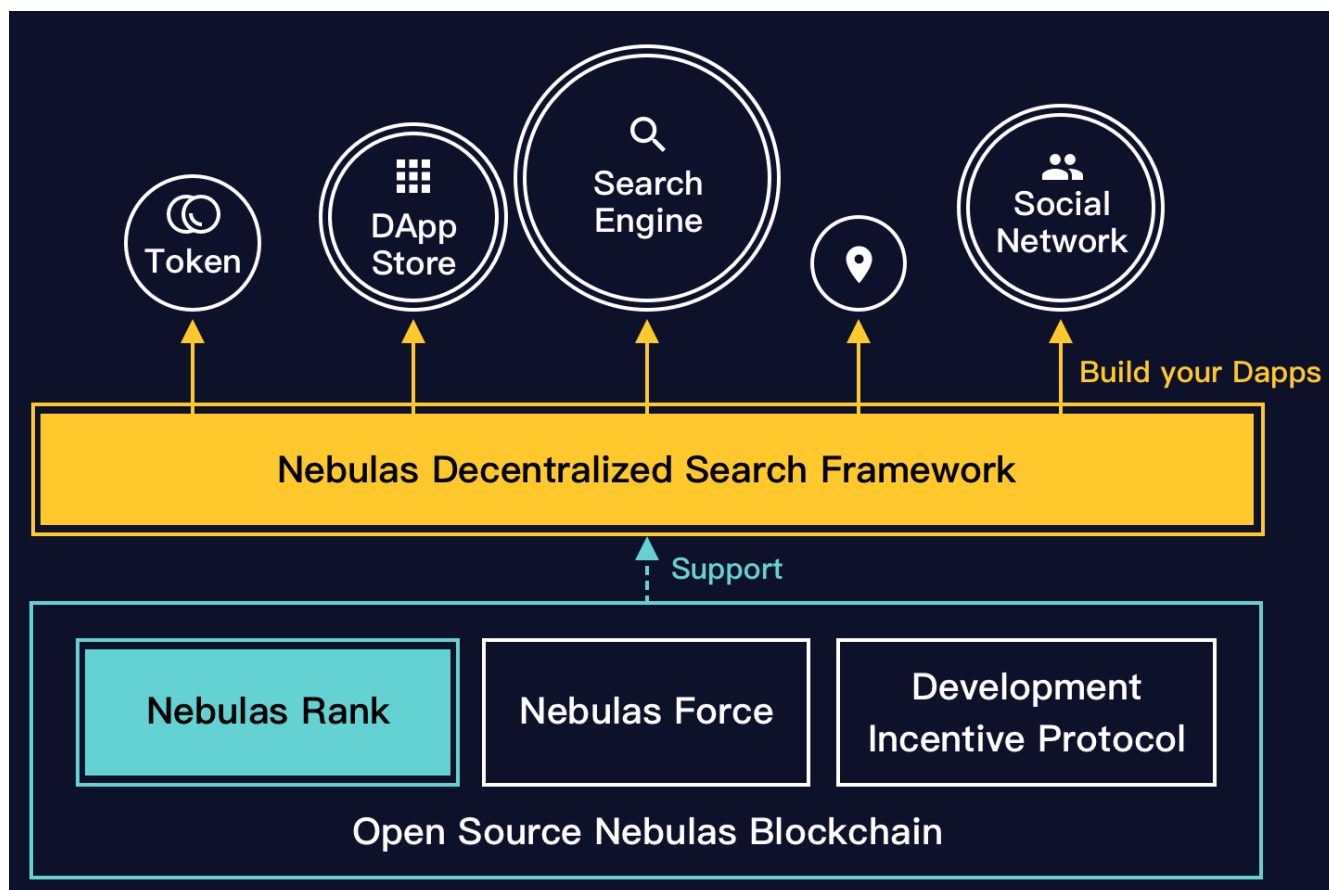 Token
DApp
Store
Search
Engine
Social
Network
Build your Dapps
Nebulas Decentralized Search Framework
Support
Nebulas Rank
Nebulas Force
Development
Incentive Protocol
Open Source Nebulas Blockchain